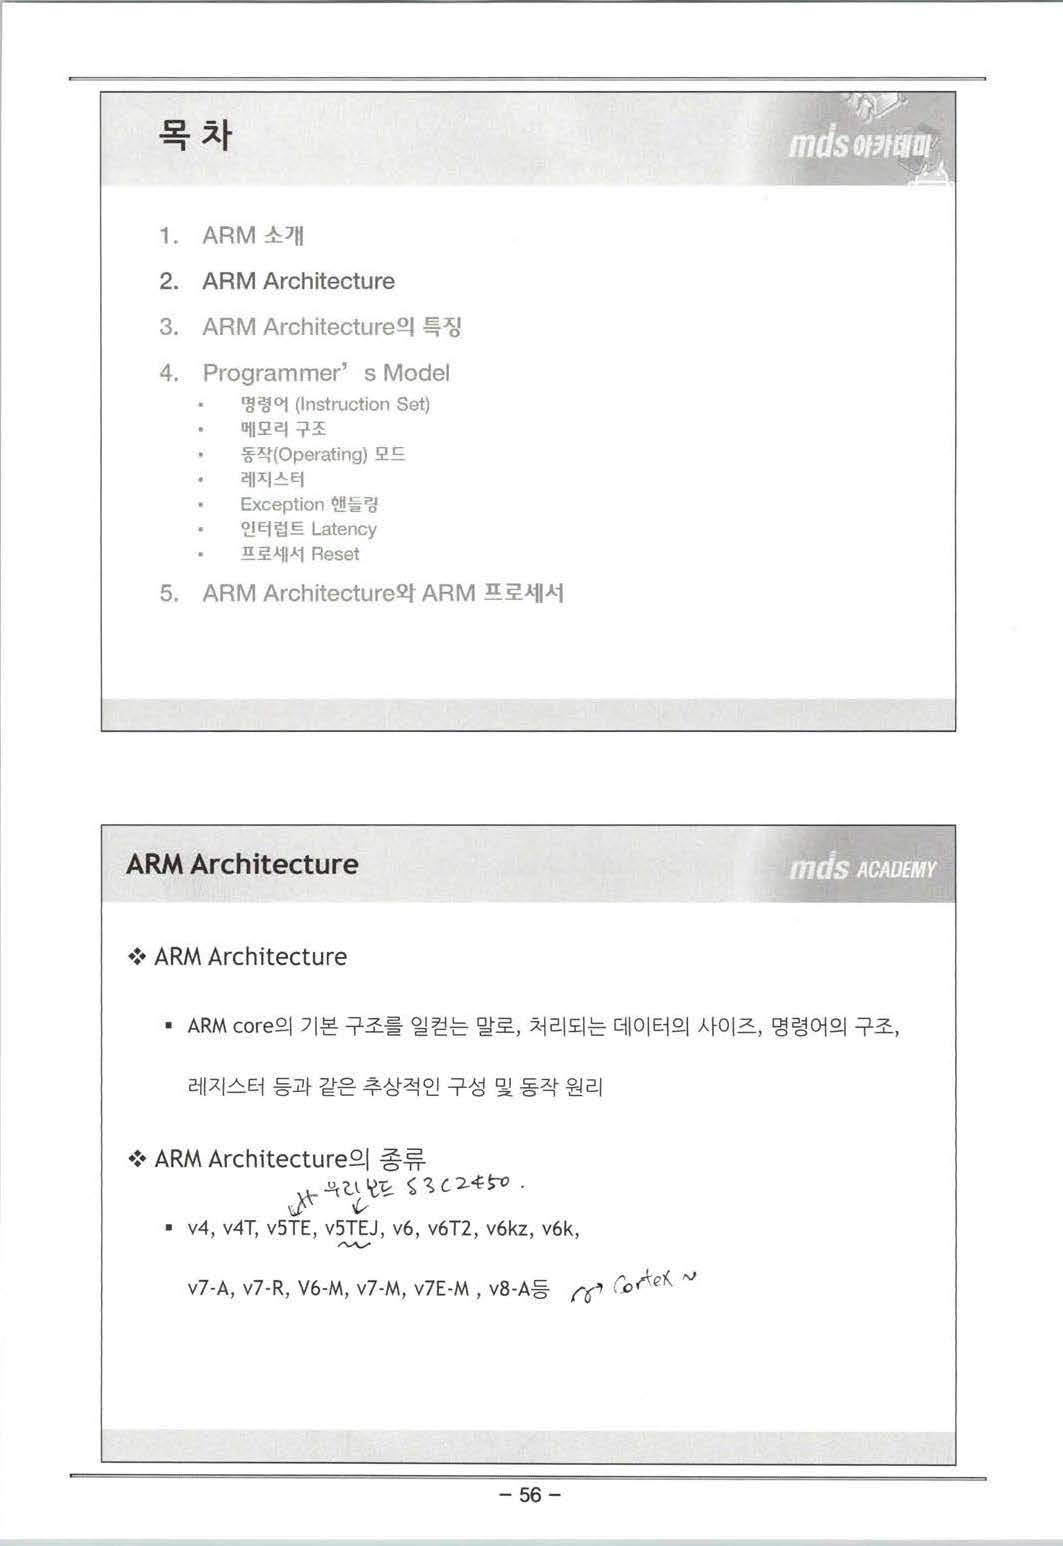 목 차
mds 아카데미
1. ARM 소개
2. ARM Architecture
3. ARM Architecture의 특징
4. Programmer’ s Model
▪ 명령어 (Instruction Set)
▪ 메모리 구조
▪ 동작(Operating) 모드
▪ 레지스터
▪ Exception 핸들링
▪ 인터럽트 Latency
▪ 프로세서 Reset
5. ARM Architecture와 ARM 프로세서
ARM Architecture
mds ACADEMY
❖ ARM Architecture
▪ ARM core의 기본 구조를 일컫는 말로, 처리되는 데이터의 사이즈, 명령어의 구조,
레지스터 등과 같은 추상적인 구성 및 동작 원리
❖ ARM Architecture의 종류
우리 보드 S3C2450 .
▪ v4, v4T, v5TE, v5TEJ, v6, v6T2, v6kz, v6k,
v7-A, v7-R, V6-M, v7-M, v7E-M , v8-A등 Cortex ~
- 56 -